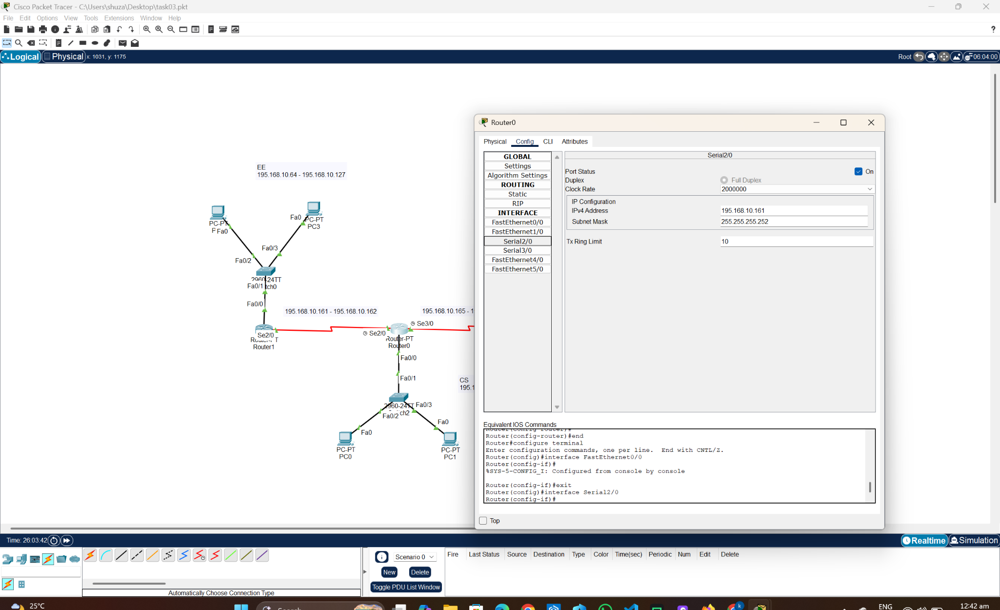 Cisco Packet Tracer - C:\Users\shuza\Desktop\task03.pkt
File Edit Options View Tools Extensions Window Help
?
Logical Physical x: 1031, y: 1175
Root 06:04:00
EE
195.168.10.64 - 195.168.10.127
Fa0
PC-PT
PC3
PC-PT
P Fa0
Fa0/3
Fa0/2
2960-24TT
Fa0/1 tch0
Fa0/0
195.168.10.161 - 195.168.10.162
195.168.10.165 - 1
Se3/0
Se2/0
Se2/0
Router1
Router-PT
Router0
Fa0/0
Fa0/1
CS
195.1
2960-24TT
Fa0/3
Fa0/2 ch2
Fa0
Fa0
PC-PT
PC0
PC-PT
PC1
Router0
Physical Config CLI Attributes
GLOBAL
Settings
Algorithm Settings
ROUTING
Static
RIP
INTERFACE
FastEthernet0/0
FastEthernet1/0
Serial2/0
Serial3/0
FastEthernet4/0
FastEthernet5/0
Serial2/0
Port Status On
Duplex Full Duplex
Clock Rate 2000000
IP Configuration
IPv4 Address 195.168.10.161
Subnet Mask 255.255.255.252
Tx Ring Limit 10
Equivalent IOS Commands
Router(config-router)#
Router(config-router)#end
Router#configure terminal
Enter configuration commands, one per line. End with CNTL/Z.
Router(config)#interface FastEthernet0/0
Router(config-if)#
%SYS-5-CONFIG_I: Configured from console by console
Router(config-if)#exit
Router(config)#interface Serial2/0
Router(config-if)#
Top
Time: 26:03:42
Realtime Simulation
Scenario 0
New Delete
Toggle PDU List Window
Fire Last Status Source Destination Type Color Time(sec) Periodic Num Edit Delete
Automatically Choose Connection Type
25°C
Search
ENG
12:42 am